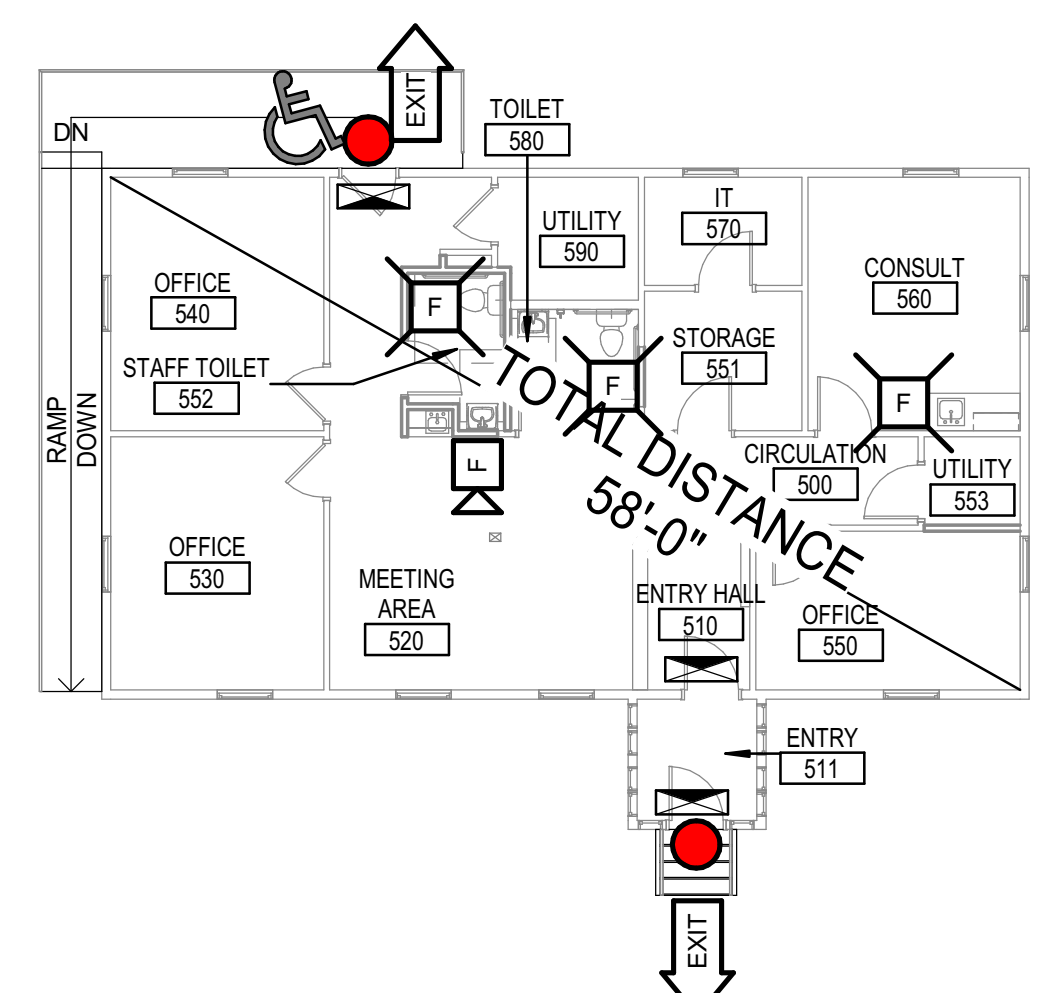 EXIT
DN
TOILET
580
UTILITY
590
IT
570
OFFICE
540
CONSULT
560
F
STORAGE
551
STAFF TOILET
552
F
F
RAMP
DOWN
F
TOTAL DISTANCE
58'-0"
CIRCULATION
500
UTILITY
553
OFFICE
530
MEETING
AREA
520
ENTRY HALL
510
OFFICE
550
ENTRY
511
EXIT